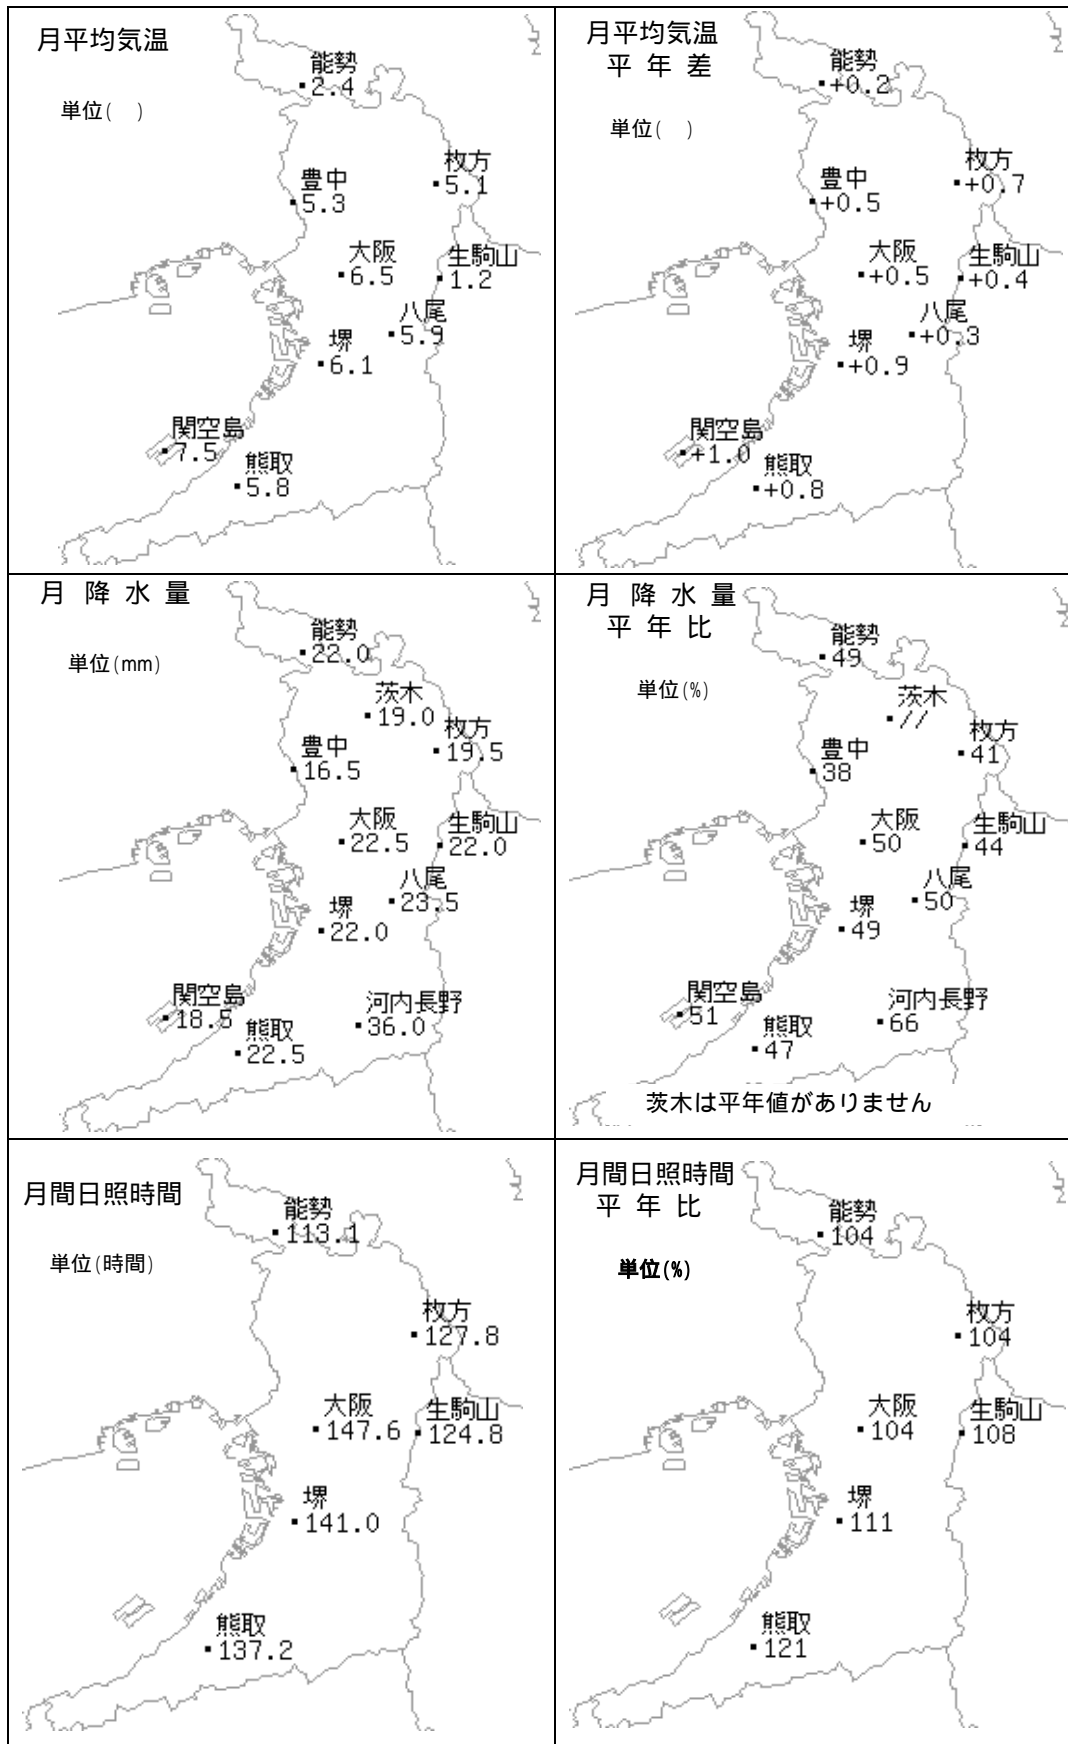 月平均気温
単位( )
能勢
2.4
枚方
5.1
豊中
5.3
大阪
6.5
生駒山
1.2
八尾
5.9
堺
6.1
関空島
7.5
熊取
5.8
月平均気温
平 年 差
単位( )
能勢
+0.2
枚方
+0.7
豊中
+0.5
大阪
+0.5
生駒山
+0.4
八尾
+0.3
堺
+0.9
関空島
+1.0
熊取
+0.8
月 降 水 量
単位(mm)
能勢
22.0
茨木
19.0
枚方
19.5
豊中
16.5
大阪
22.5
生駒山
22.0
八尾
23.5
堺
22.0
関空島
18.5
河内長野
36.0
熊取
22.5
月 降 水 量
平 年 比
単位(%)
能勢
49
茨木
//
枚方
41
豊中
38
大阪
50
生駒山
44
八尾
50
堺
49
関空島
51
河内長野
66
熊取
47
茨木は平年値がありません
月間日照時間
単位(時間)
能勢
113.1
枚方
127.8
大阪
147.6
生駒山
124.8
堺
141.0
熊取
137.2
月間日照時間
平 年 比
単位(%)
能勢
104
枚方
104
大阪
104
生駒山
108
堺
111
熊取
121